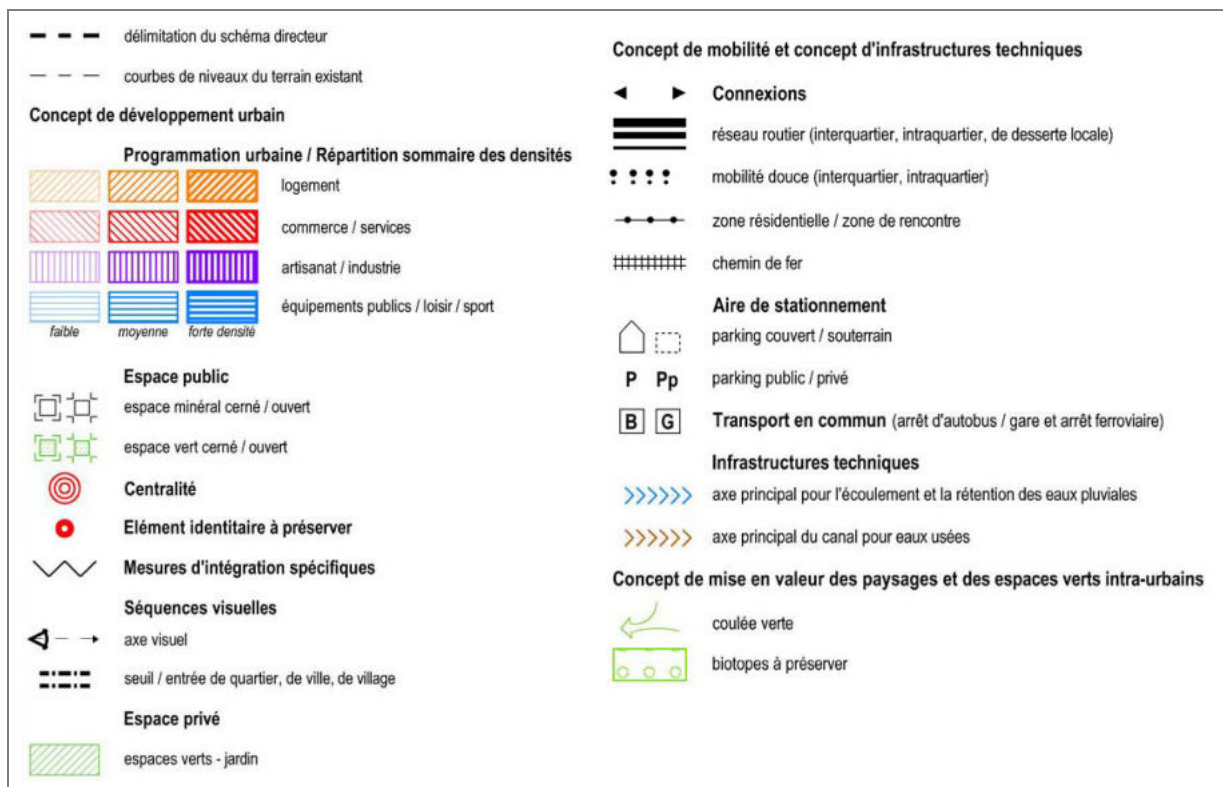 délimitation du schéma directeur
courbes de niveaux du terrain existant
Concept de développement urbain
Programmation urbaine / Répartition sommaire des densités
logement
commerce / services
artisanat / industrie
équipements publics / loisir / sport
faible moyenne forte densité
Espace public
espace minéral cerné / ouvert
espace vert cerné / ouvert
Centralité
Elément identitaire à préserver
Mesures d'intégration spécifiques
Séquences visuelles
axe visuel
seuil / entrée de quartier, de ville, de village
Espace privé
espaces verts - jardin
Concept de mobilité et concept d'infrastructures techniques
Connexions
réseau routier (interquartier, intraquartier, de desserte locale)
mobilité douce (interquartier, intraquartier)
zone résidentielle / zone de rencontre
chemin de fer
Aire de stationnement
parking couvert / souterrain
P Pp parking public / privé
B G Transport en commun (arrêt d'autobus / gare et arrêt ferroviaire)
Infrastructures techniques
axe principal pour l'écoulement et la rétention des eaux pluviales
axe principal du canal pour eaux usées
Concept de mise en valeur des paysages et des espaces verts intra-urbains
coulée verte
biotopes à préserver